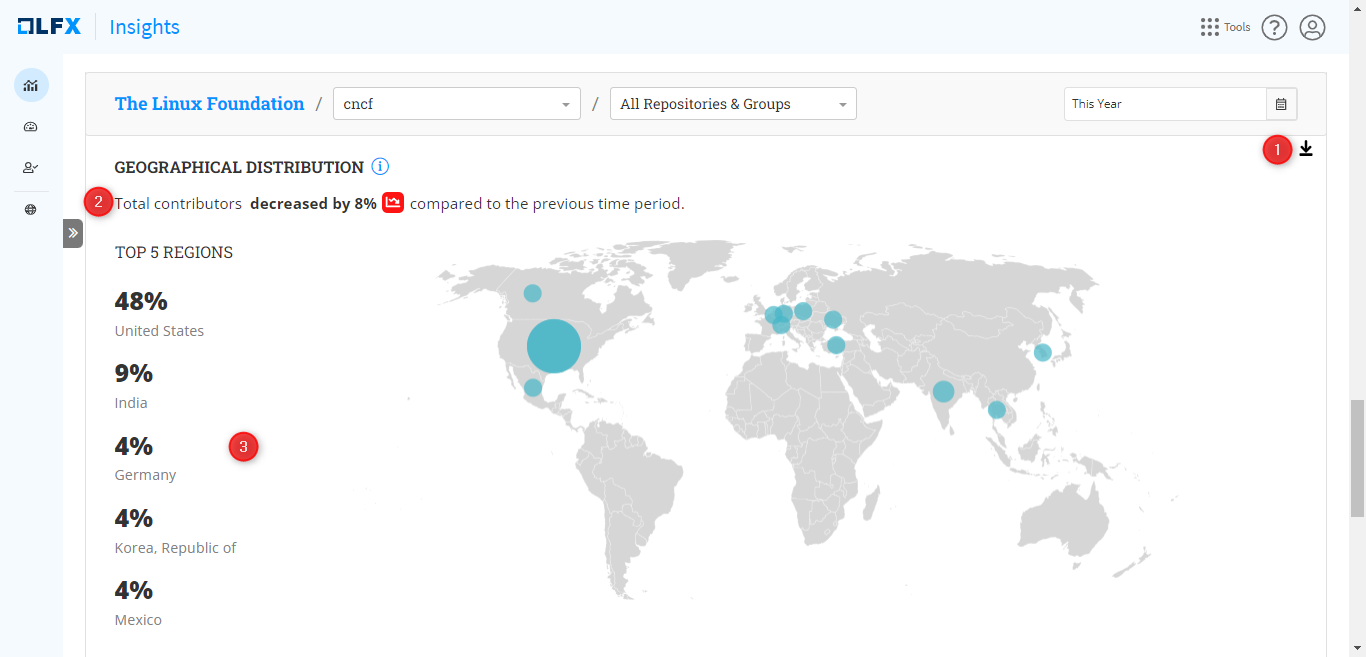 LFX Insights Tools ?
The Linux Foundation / cncf / All Repositories & Groups This Year
1
GEOGRAPHICAL DISTRIBUTION i
2 Total contributors decreased by 8% compared to the previous time period.
TOP 5 REGIONS
48%
United States
9%
India
4% 3
Germany
4%
Korea, Republic of
4%
Mexico